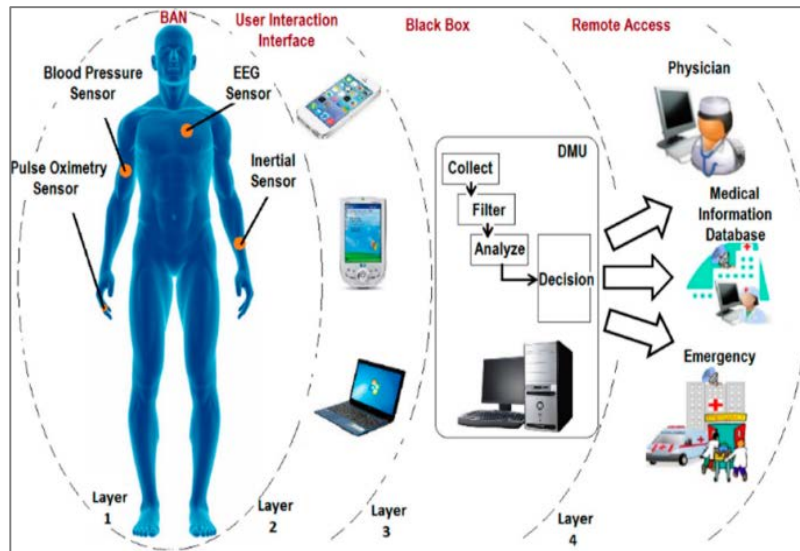 BAN
User Interaction
Interface
Black Box
Remote Access
Blood Pressure
Sensor
EEG
Sensor
Pulse Oximetry
Sensor
Inertial
Sensor
DMU
Collect
Filter
Analyze
Decision
Physician
Medical
Information
Database
Emergency
Layer
1
Layer
2
Layer
3
Layer
4